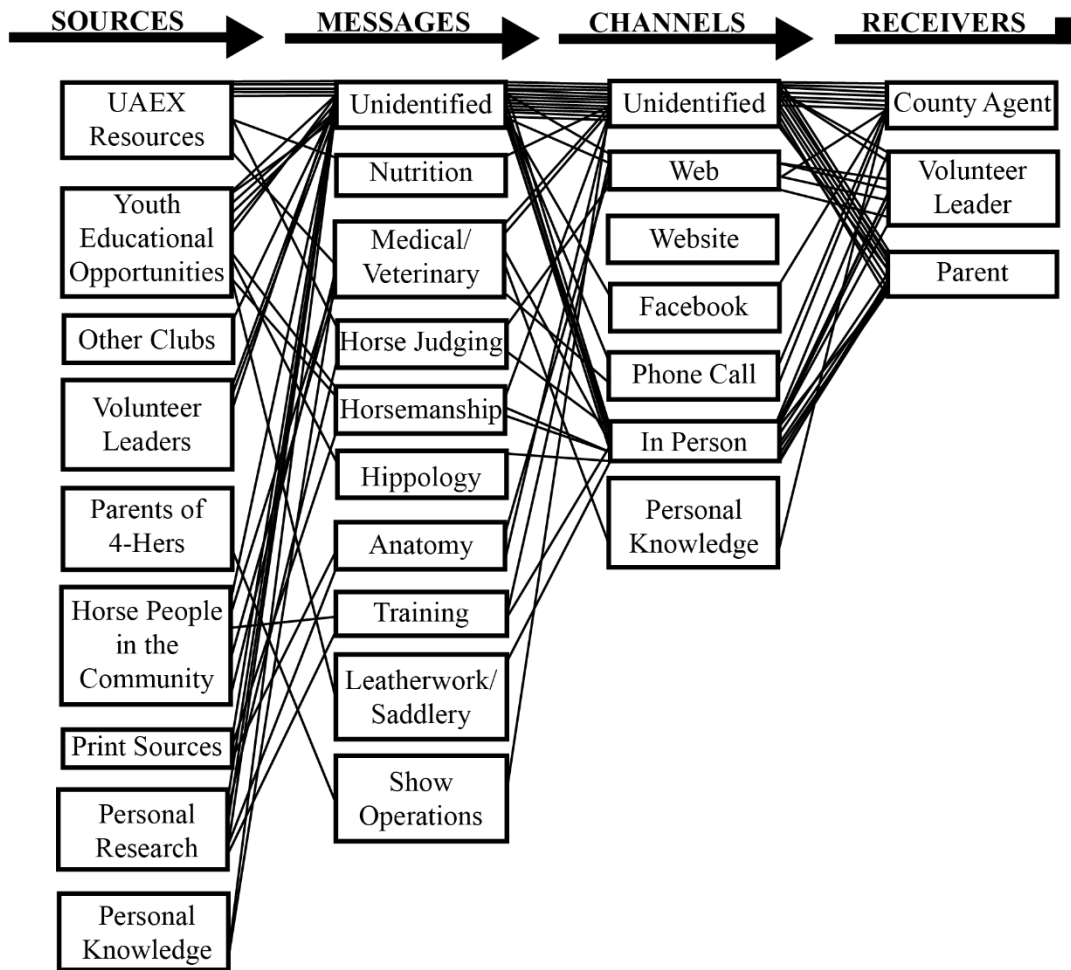 SOURCES
MESSAGES
CHANNELS
RECEIVERS
UAEX
Resources
Youth
Educational
Opportunities
Other Clubs
Volunteer
Leaders
Parents of
4-Hers
Horse People
in the
Community
Print Sources
Personal
Research
Personal
Knowledge
Unidentified
Nutrition
Medical/
Veterinary
Horse Judging
Horsemanship
Hippology
Anatomy
Training
Leatherwork/
Saddlery
Show
Operations
Unidentified
Web
Website
Facebook
Phone Call
In Person
Personal
Knowledge
County Agent
Volunteer
Leader
Parent